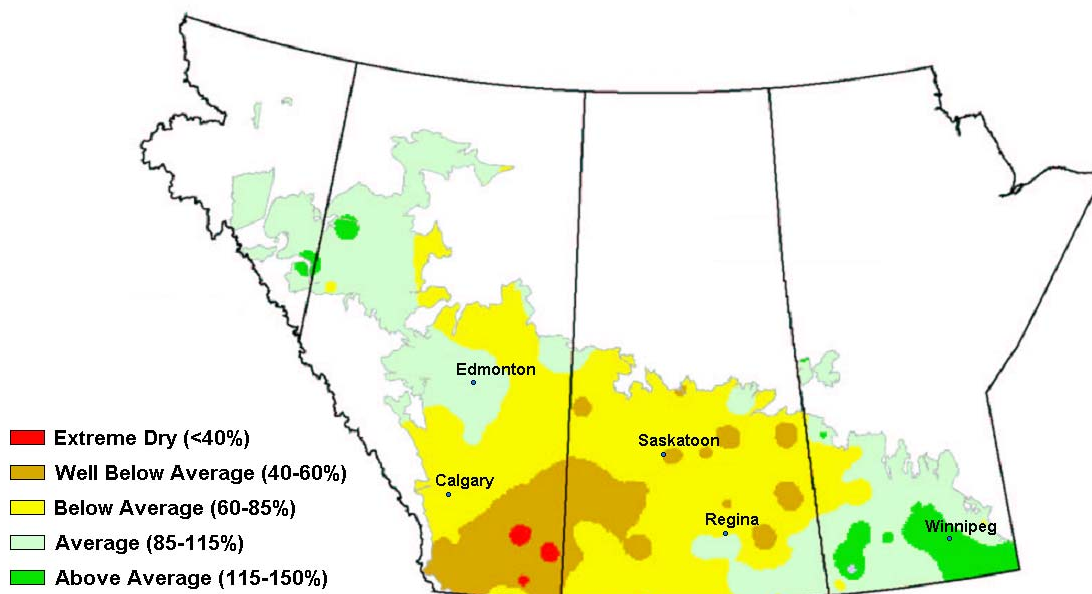 Edmonton
Saskatoon
Calgary
Regina
Winnipeg
Extreme Dry (<40%)
Well Below Average (40-60%)
Below Average (60-85%)
Average (85-115%)
Above Average (115-150%)